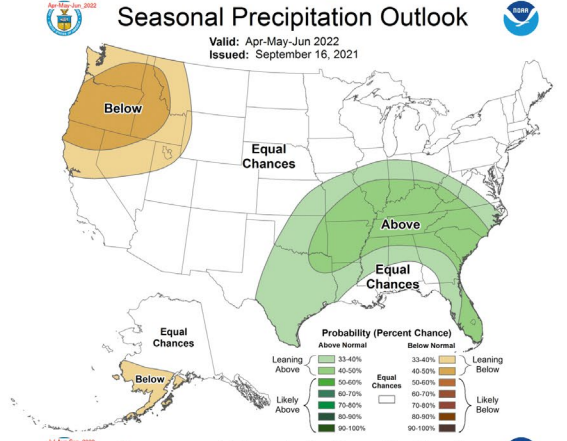 Apr-May-Jun 2022
Seasonal Precipitation Outlook
NOAA
Valid: Apr-May-Jun 2022
Issued: September 16, 2021
Below
Equal
Chances
Above
Equal
Chances
Equal
Chances
Below
Probability (Percent Chance)
Above Normal
Below Normal
Leaning
Above
33-40%
40-50%
Likely
Above
50-60%
60-70%
70-80%
80-90%
90-100%
Equal
Chances
33-40%
40-50%
Leaning
Below
50-60%
60-70%
70-80%
80-90%
90-100%
Likely
Below